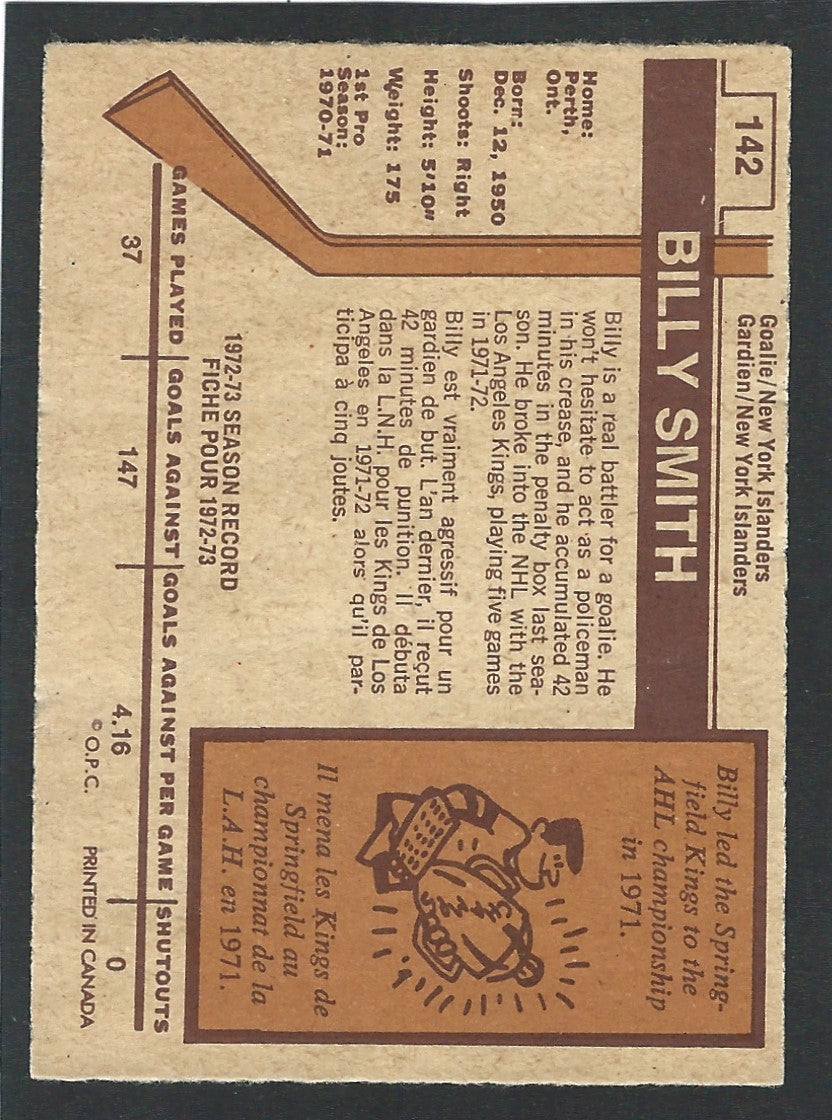 142
Goalie/New York Islanders
Gardien/New York Islanders
BILLY SMITH
Home:
Perth,
Ont.
Born:
Dec. 12, 1950
Shoots: Right
Height: 5'10"
Weight: 175
1st Pro
Season:
1970-71
Billy is a real battler for a goalie. He
won't hesitate to act as a policeman
in his crease, and he accumulated 42
minutes in the penalty box last sea-
son. He broke into the NHL with the
Los Angeles Kings, playing five games
in 1971-72.
Billy est vraiment agressif pour un
gardien de but. L'an dernier, il reçut
42 minutes de punition. Il débuta
dans la L.N.H. pour les Kings de Los
Angeles en 1971-72 alors qu'il par-
ticipa à cinq joutes.
Billy led the Spring-
field Kings to the
AHL championship
in 1971.
Il mena les Kings de
Springfield au
championnat de la
L.A.H. en 1971.
1972-73 SEASON RECORD
FICHE POUR 1972-73
GAMES PLAYED GOALS AGAINST GOALS AGAINST PER GAME SHUTOUTS
37 147 4.16 0
© O.P.C. PRINTED IN CANADA